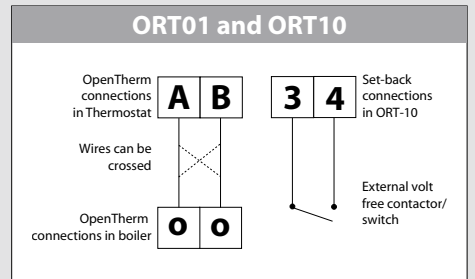 ORT01 and ORT10
OpenTherm
connections
in Thermostat
A B
3 4
Set-back
connections
in ORT-10
Wires can be
crossed
External volt
free contactor/
switch
OpenTherm
connections in boiler
o o